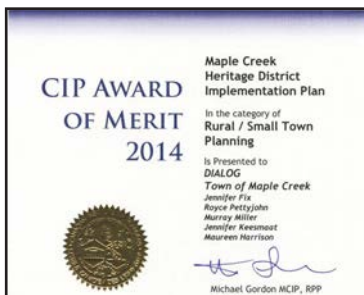 CIP AWARD
OF MERIT
2014
Maple Creek
Heritage District
Implementation Plan
In the category of
Rural / Small Town
Planning
Is Presented to
DIALOG
Town of Maple Creek
Jennifer Fix
Royce Pettyjohn
Murray Miller
Jennifer Keesmaat
Maureen Harrison
Michael Gordon MCIP, RPP